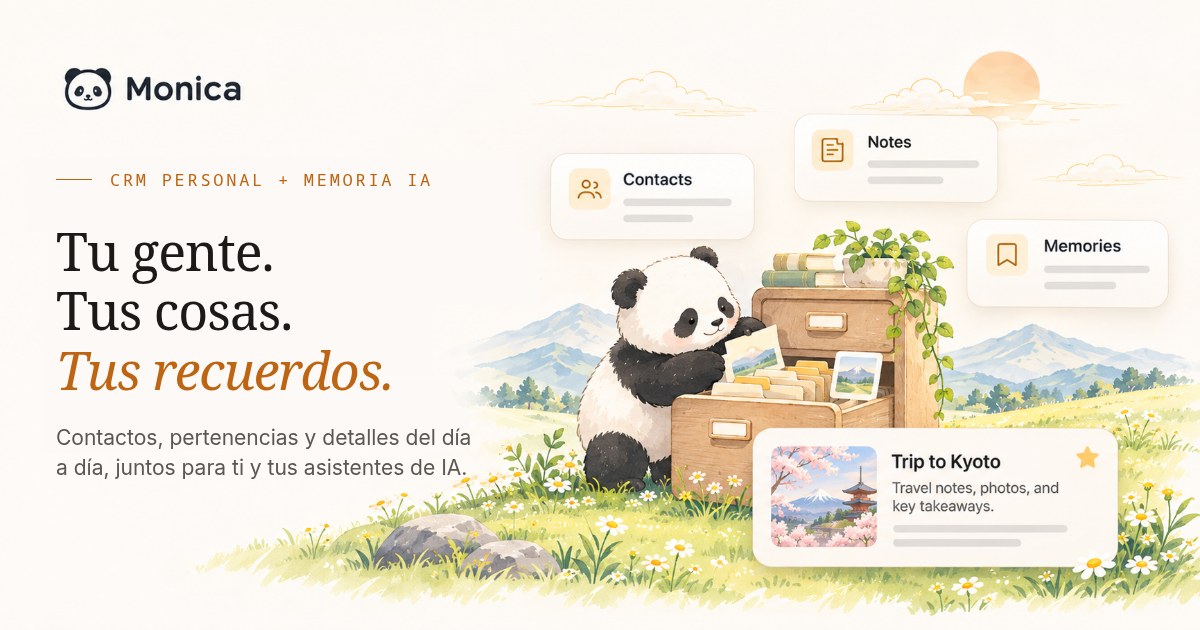 Monica
CRM PERSONAL + MEMORIA IA
Tu gente.
Tus cosas.
Tus recuerdos.
Contactos, pertenencias y detalles del día
a día, juntos para ti y tus asistentes de IA.
Contacts
Notes
Memories
Trip to Kyoto
Travel notes, photos, and
key takeaways.